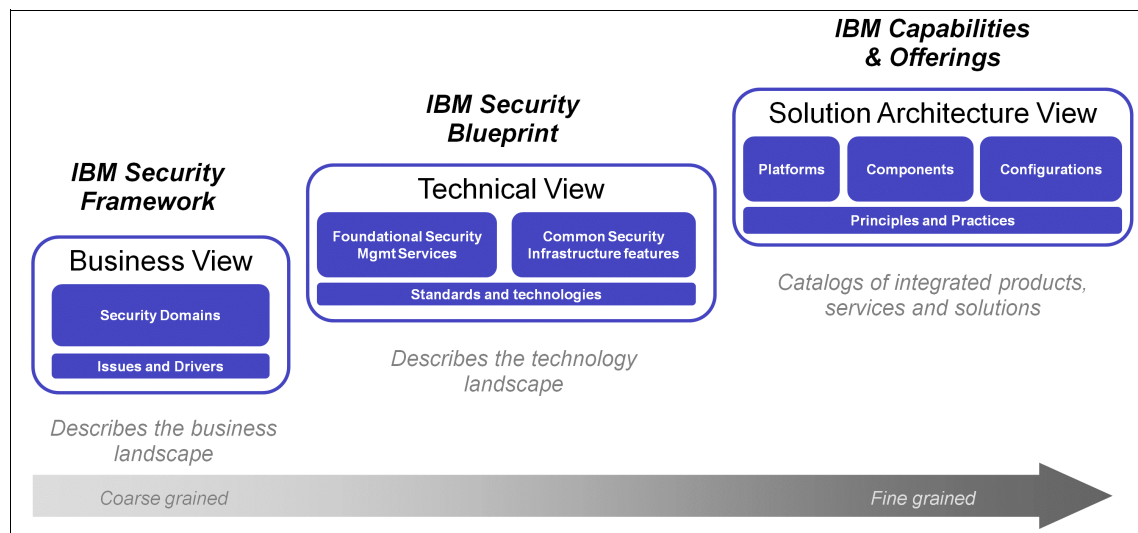 IBM Security
Framework
Business View
Security Domains
Issues and Drivers
Describes the business
landscape
IBM Security
Blueprint
Technical View
Foundational Security
Mgmt Services
Common Security
Infrastructure features
Standards and technologies
Describes the technology
landscape
IBM Capabilities
& Offerings
Solution Architecture View
Platforms
Components
Configurations
Principles and Practices
Catalogs of integrated products,
services and solutions
Coarse grained
Fine grained